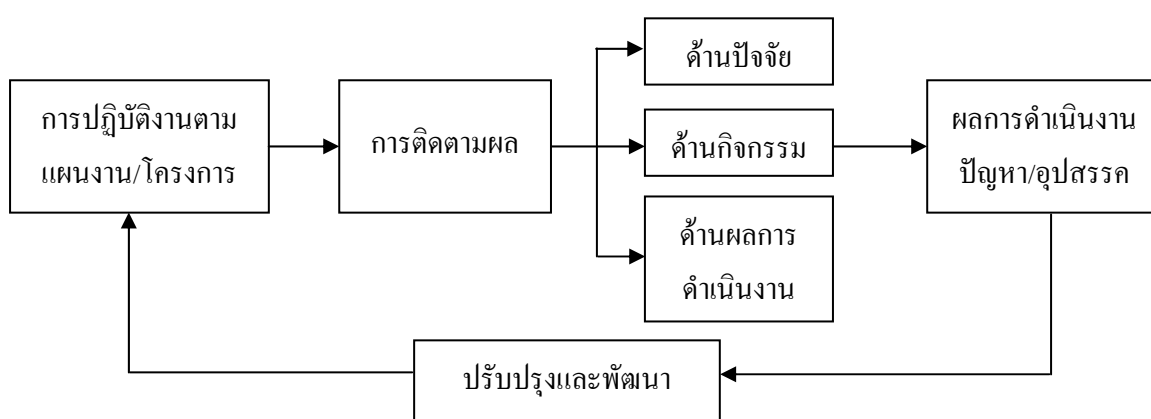 การปฏิบัติงานตาม
แผนงาน/โครงการ
การติดตามผล
ด้านปัจจัย
ด้านกิจกรรม
ด้านผลการ
ดำเนินงาน
ผลการดำเนินงาน
ปัญหา/อุปสรรค
ปรับปรุงและพัฒนา